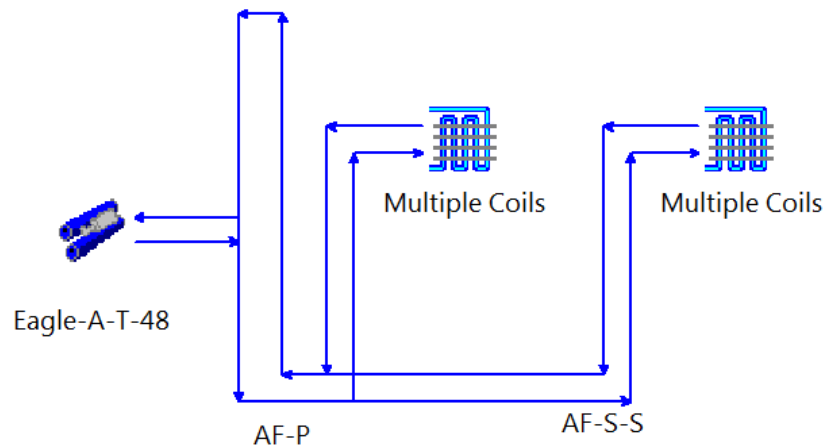 Multiple Coils
Multiple Coils
Eagle-A-T-48
AF-P
AF-S-S